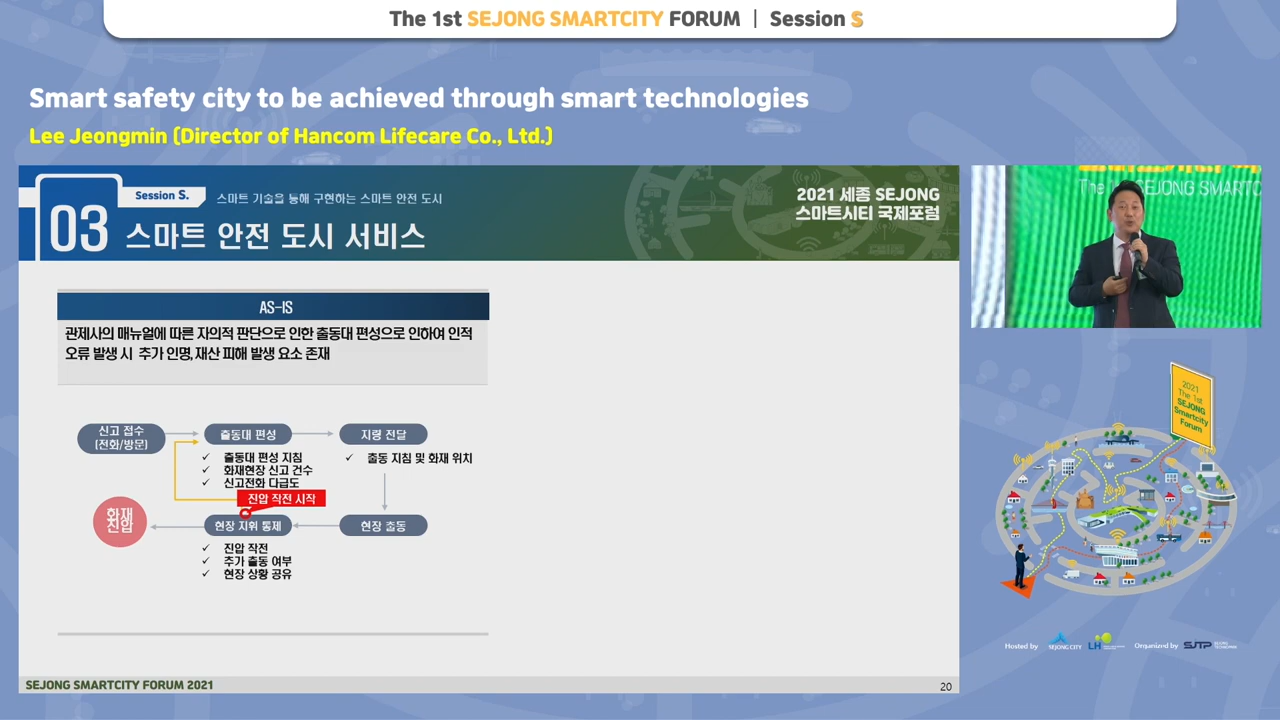 The 1st SEJONG SMARTCITY FORUM | Session S
Smart safety city to be achieved through smart technologies
Lee Jeongmin (Director of Hancom Lifecare Co., Ltd.)
Session S.
스마트 기술을 통해 구현하는 스마트 안전 도시
03 스마트 안전 도시 서비스
2021 세종 SEJONG
스마트시티 국제포럼
AS-IS
관제사의 매뉴얼에 따른 자의적 판단으로 인한 출동대 편성으로 인하여 인적
오류 발생 시 추가 인명, 재산 피해 발생 요소 존재
신고 접수
(전화/방문)
출동대 편성
지령 전달
✓ 출동대 편성 지침
✓ 화재현장 신고 건수
✓ 신고전화 다급도
✓ 출동 지침 및 화재 위치
진압 작전 시작
화재
진압
현장 지휘 통제
현장 출동
✓ 진압 작전
✓ 추가 출동 여부
✓ 현장 상황 공유
SEJONG SMARTCITY FORUM 2021
20
The SEJONG SMARTC
2021
The 1st
SEJONG
Smartcity
Forum
Hosted by
SEJONG CITY
LH
Organized by
SJTP